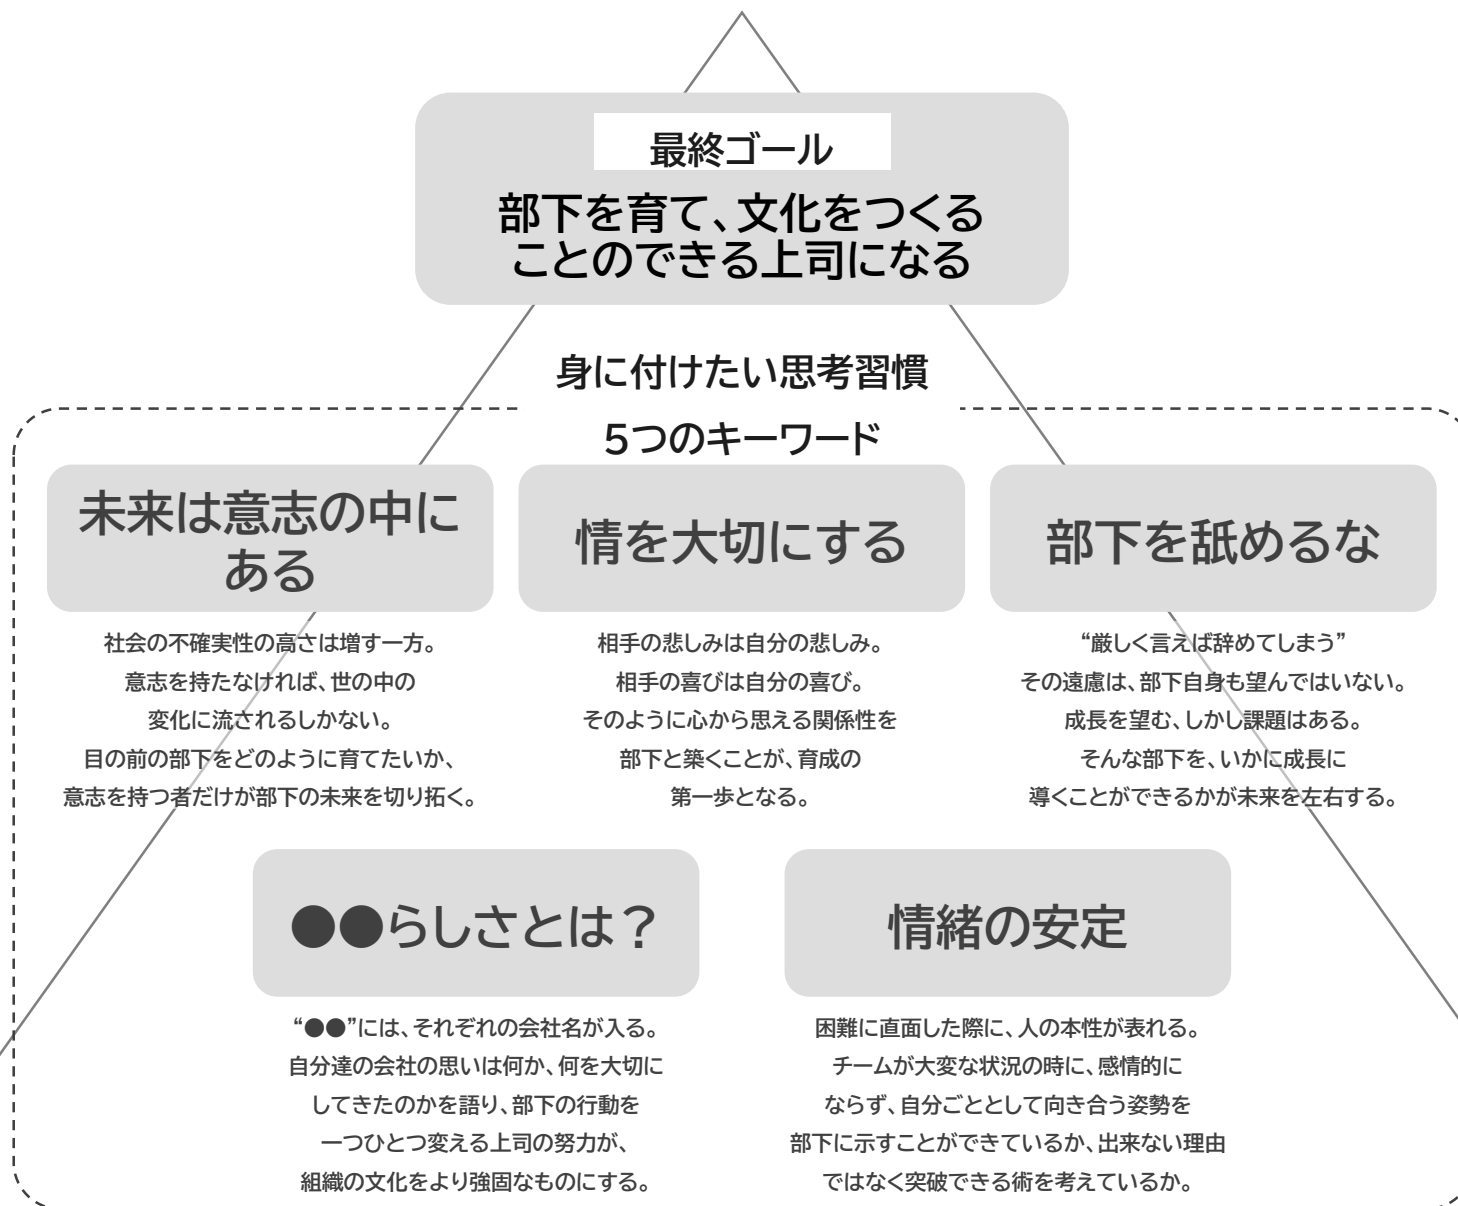 最終ゴール
部下を育て、文化をつくる
ことのできる上司になる
身に付けたい思考習慣
5つのキーワード
未来は意志の中に
ある
社会の不確実性の高さは増す一方。
意志を持たなければ、世の中の
変化に流されるしかない。
目の前の部下をどのように育てたいか、
意志を持つ者だけが部下の未来を切り拓く。
情を大切にする
相手の悲しみは自分の悲しみ。
相手の喜びは自分の喜び。
そのように心から思える関係性を
部下と築くことが、育成の
第一歩となる。
部下を舐めるな
“厳しく言えば辞めてしまう”
その遠慮は、部下自身も望んではいない。
成長を望む、しかし課題はある。
そんな部下を、いかに成長に
導くことができるかが未来を左右する。
●●らしさとは？
“●●”には、それぞれの会社名が入る。
自分達の会社の思いは何か、何を大切に
してきたのかを語り、部下の行動を
一つひとつ変える上司の努力が、
組織の文化をより強固なものにする。
情緒の安定
困難に直面した際に、人の本性が表れる。
チームが大変な状況の時に、感情的に
ならず、自分ごととして向き合う姿勢を
部下に示すことができているか、出来ない理由
ではなく突破できる術を考えているか。